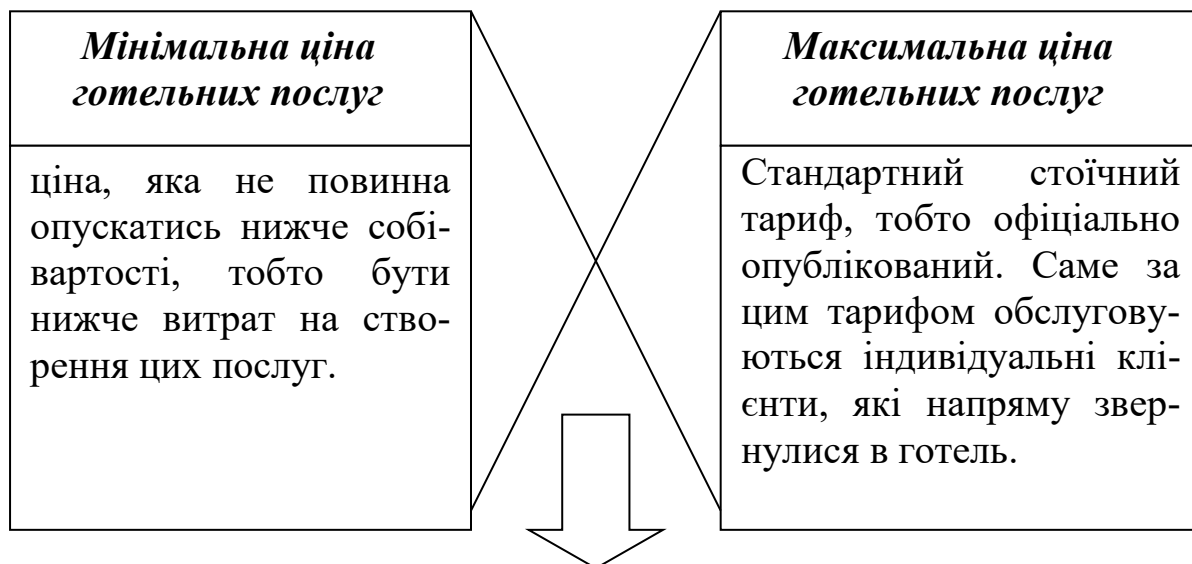 Мінімальна ціна
готельних послуг
ціна, яка не повинна
опускатись нижче собі-
вартості, тобто бути
нижче витрат на ство-
рення цих послуг.
Максимальна ціна
готельних послуг
Стандартний стоїчний
тариф, тобто офіціально
опублікований. Саме за
цим тарифом обслугову-
ються індивідуальні клі-
єнти, які напряму звер-
нулися в готель.